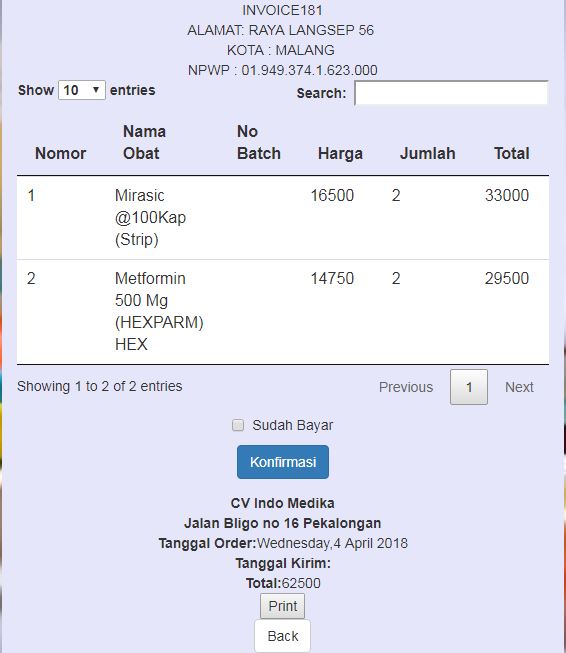 INVOICE181
ALAMAT: RAYA LANGSEP 56
KOTA : MALANG
NPWP : 01.949.374.1.623.000
Show 10 entries Search:
Nomor Nama Obat No Batch Harga Jumlah Total
1 Mirasic 16500 2 33000
@100Kap
(Strip)
2 Metformin 14750 2 29500
500 Mg
(HEXPARM)
HEX
Showing 1 to 2 of 2 entries Previous 1 Next
Sudah Bayar
Konfirmasi
CV Indo Medika
Jalan Bligo no 16 Pekalongan
Tanggal Order:Wednesday,4 April 2018
Tanggal Kirim:
Total:62500
Print
Back